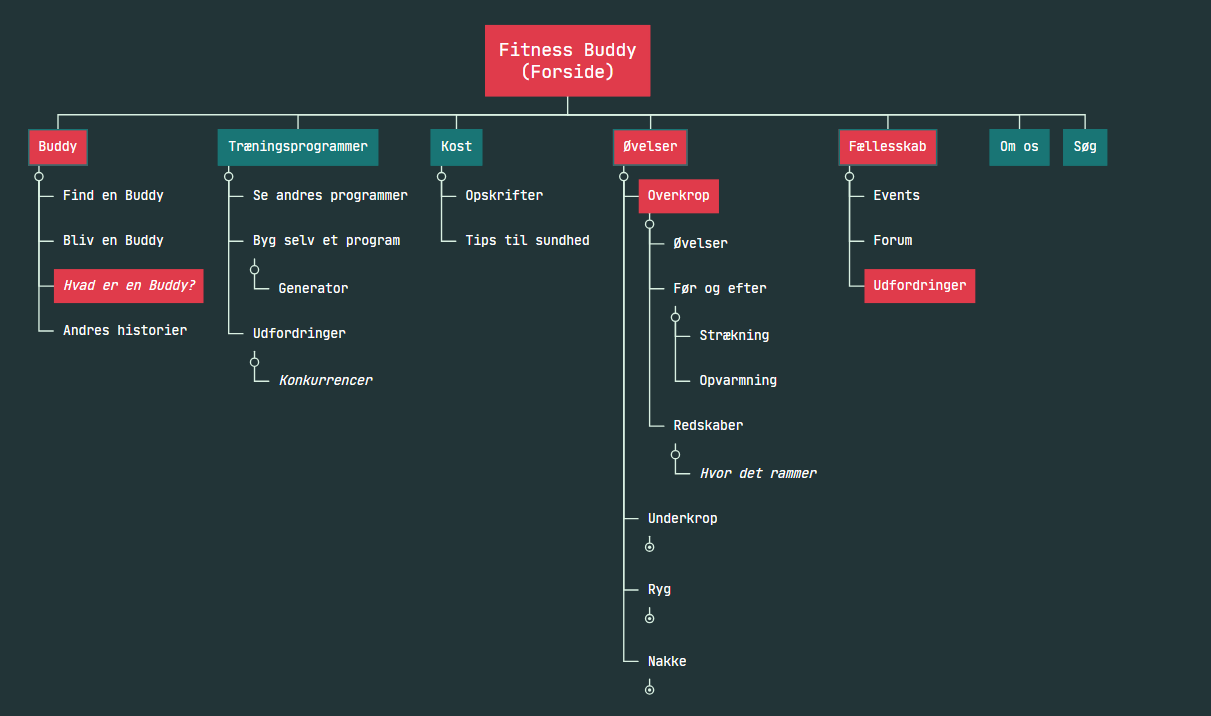 Fitness Buddy
(Forside)
Buddy
Træningsprogrammer
Kost
Øvelser
Fællesskab
Om os
Søg
Find en Buddy
Bliv en Buddy
Hvad er en Buddy?
Andres historier
Se andres programmer
Byg selv et program
Generator
Udfordringer
Konkurrencer
Opskrifter
Tips til sundhed
Overkrop
Øvelser
Før og efter
Strækning
Opvarmning
Redskaber
Hvor det rammer
Underkrop
Ryg
Nakke
Events
Forum
Udfordringer